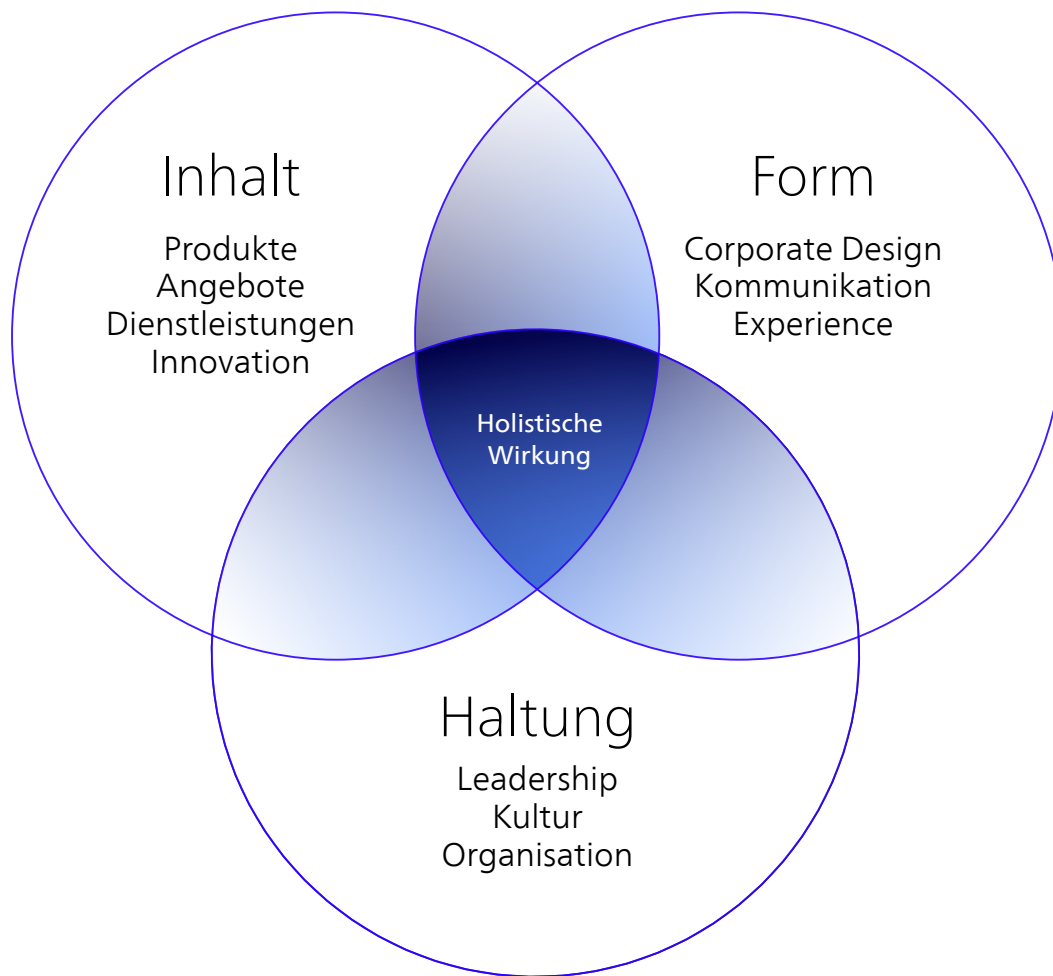 Inhalt
Produkte
Angebote
Dienstleistungen
Innovation
Form
Corporate Design
Kommunikation
Experience
Holistische
Wirkung
Haltung
Leadership
Kultur
Organisation